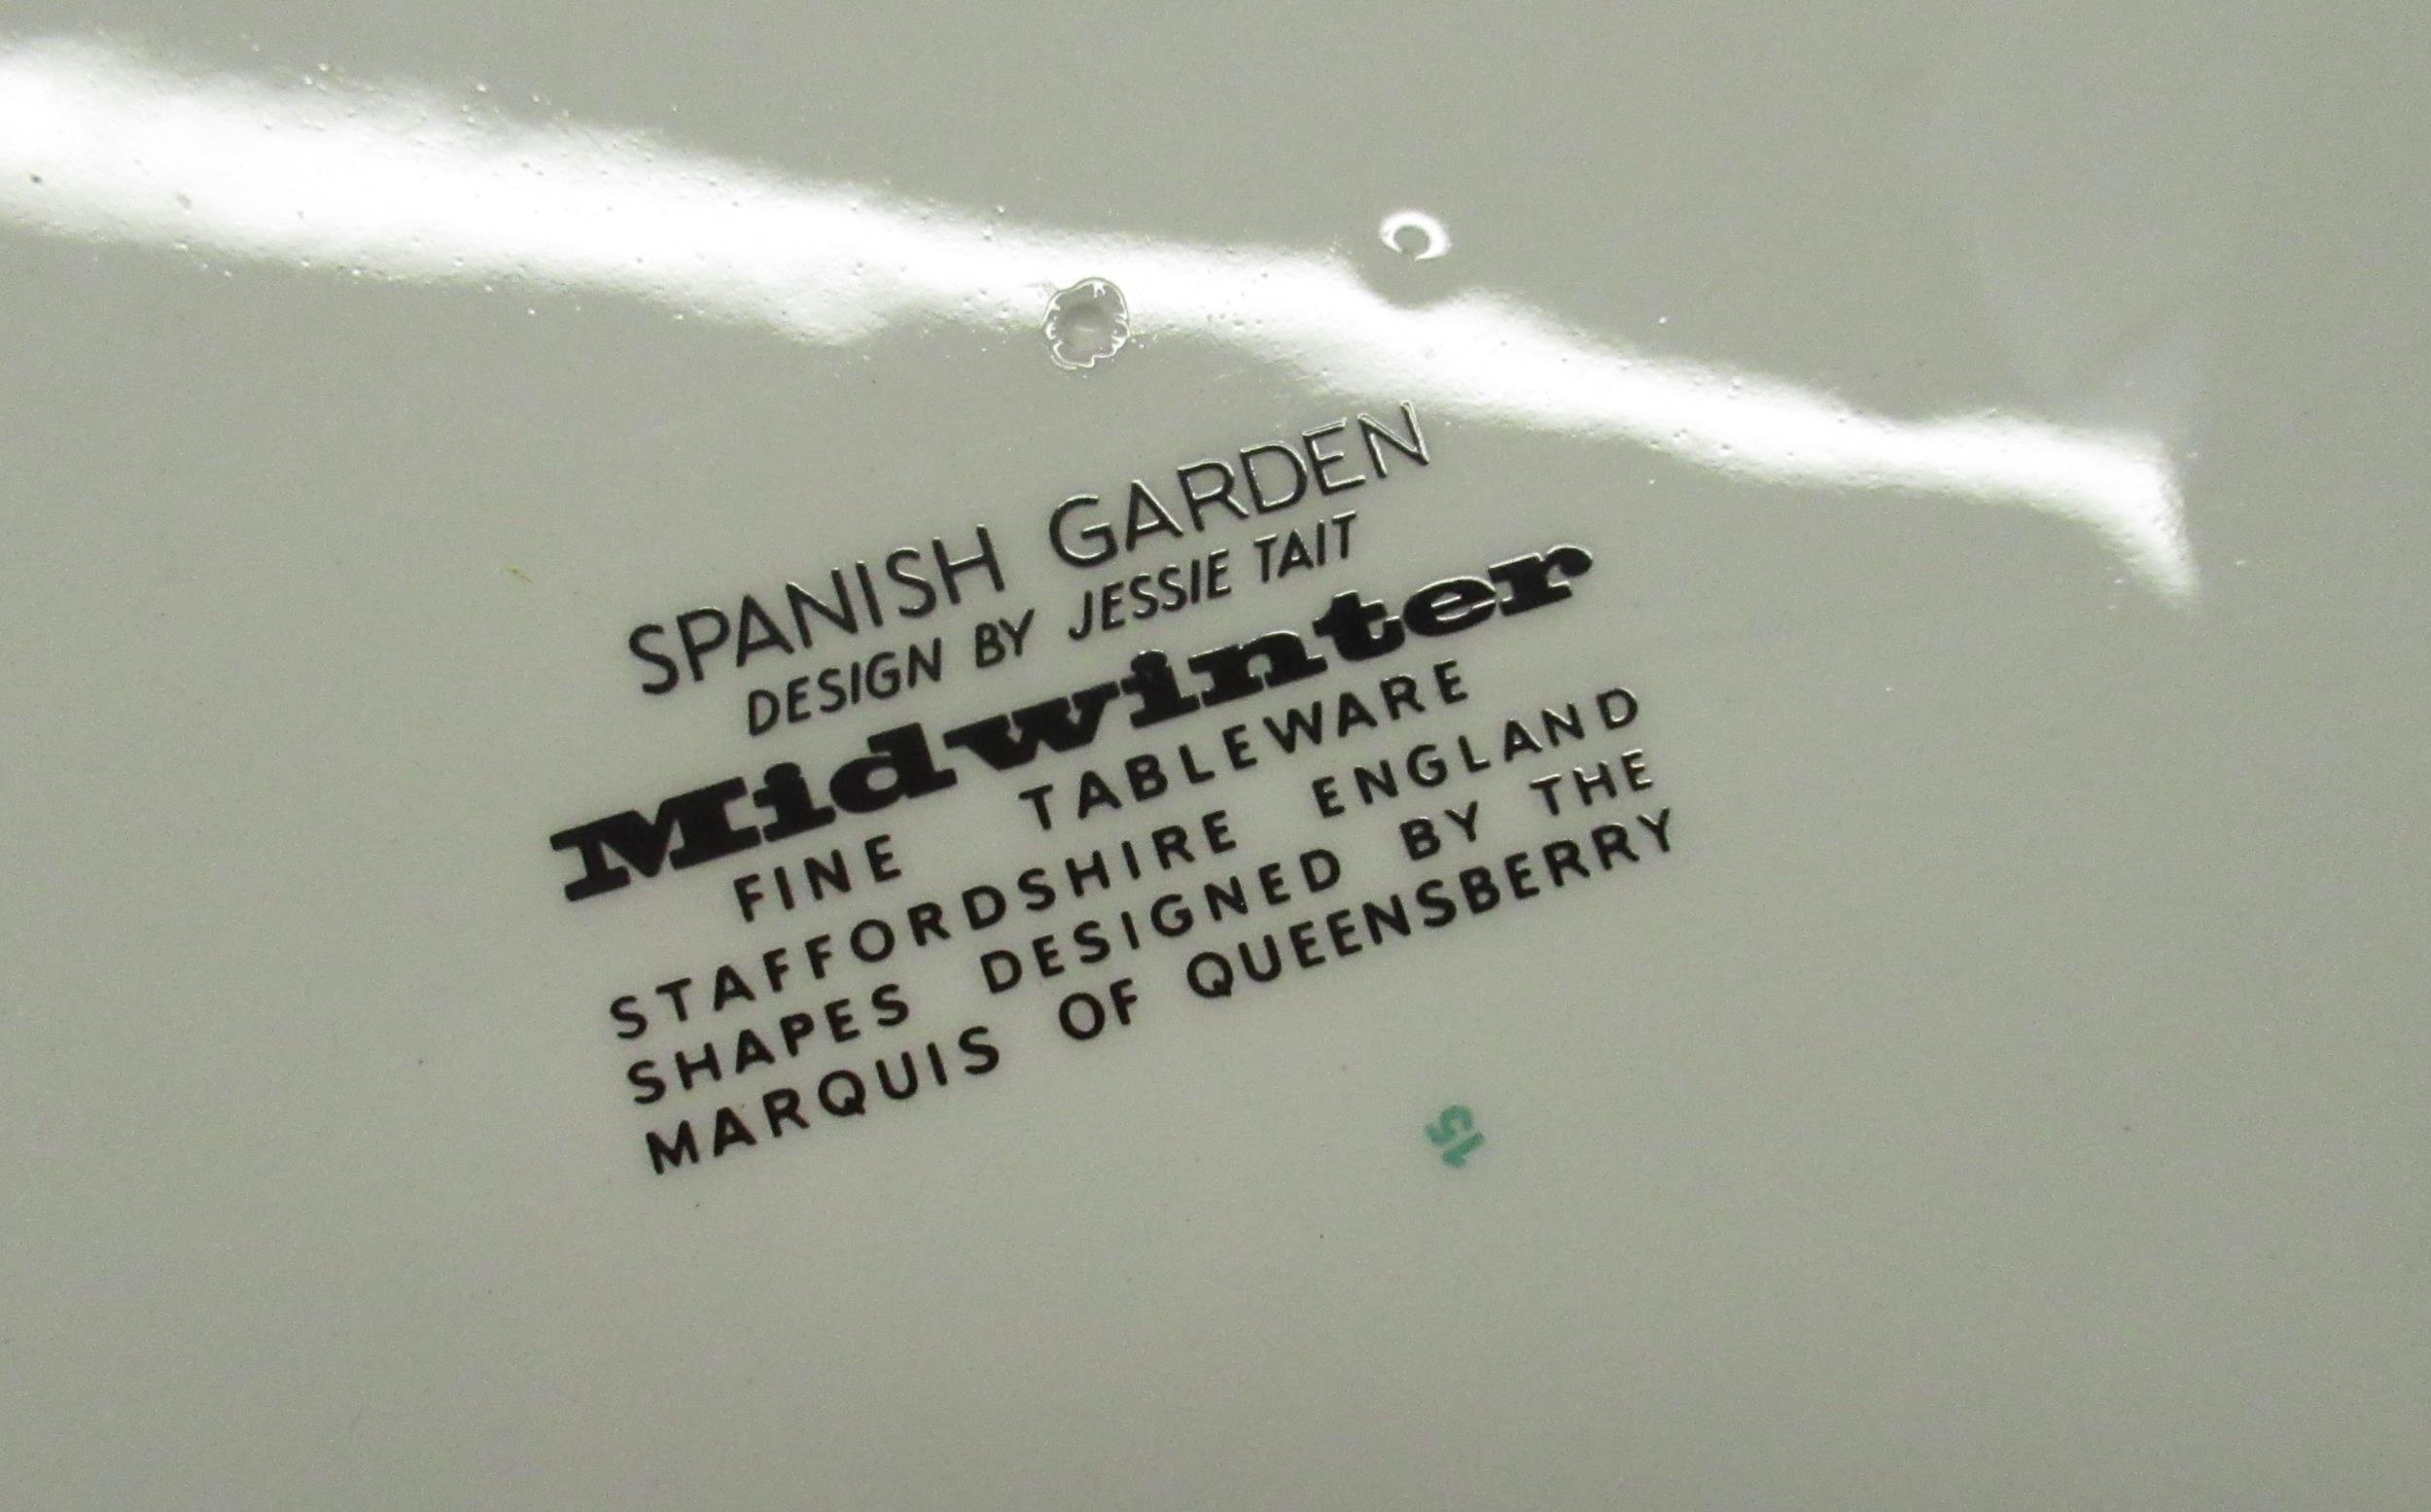 SPANISH GARDEN
DESIGN BY JESSIE TAIT
Midwinter
FINE TABLEWARE
STAFFORDSHIRE ENGLAND
SHAPES DESIGNED BY THE
MARQUIS OF QUEENSBERRY
15